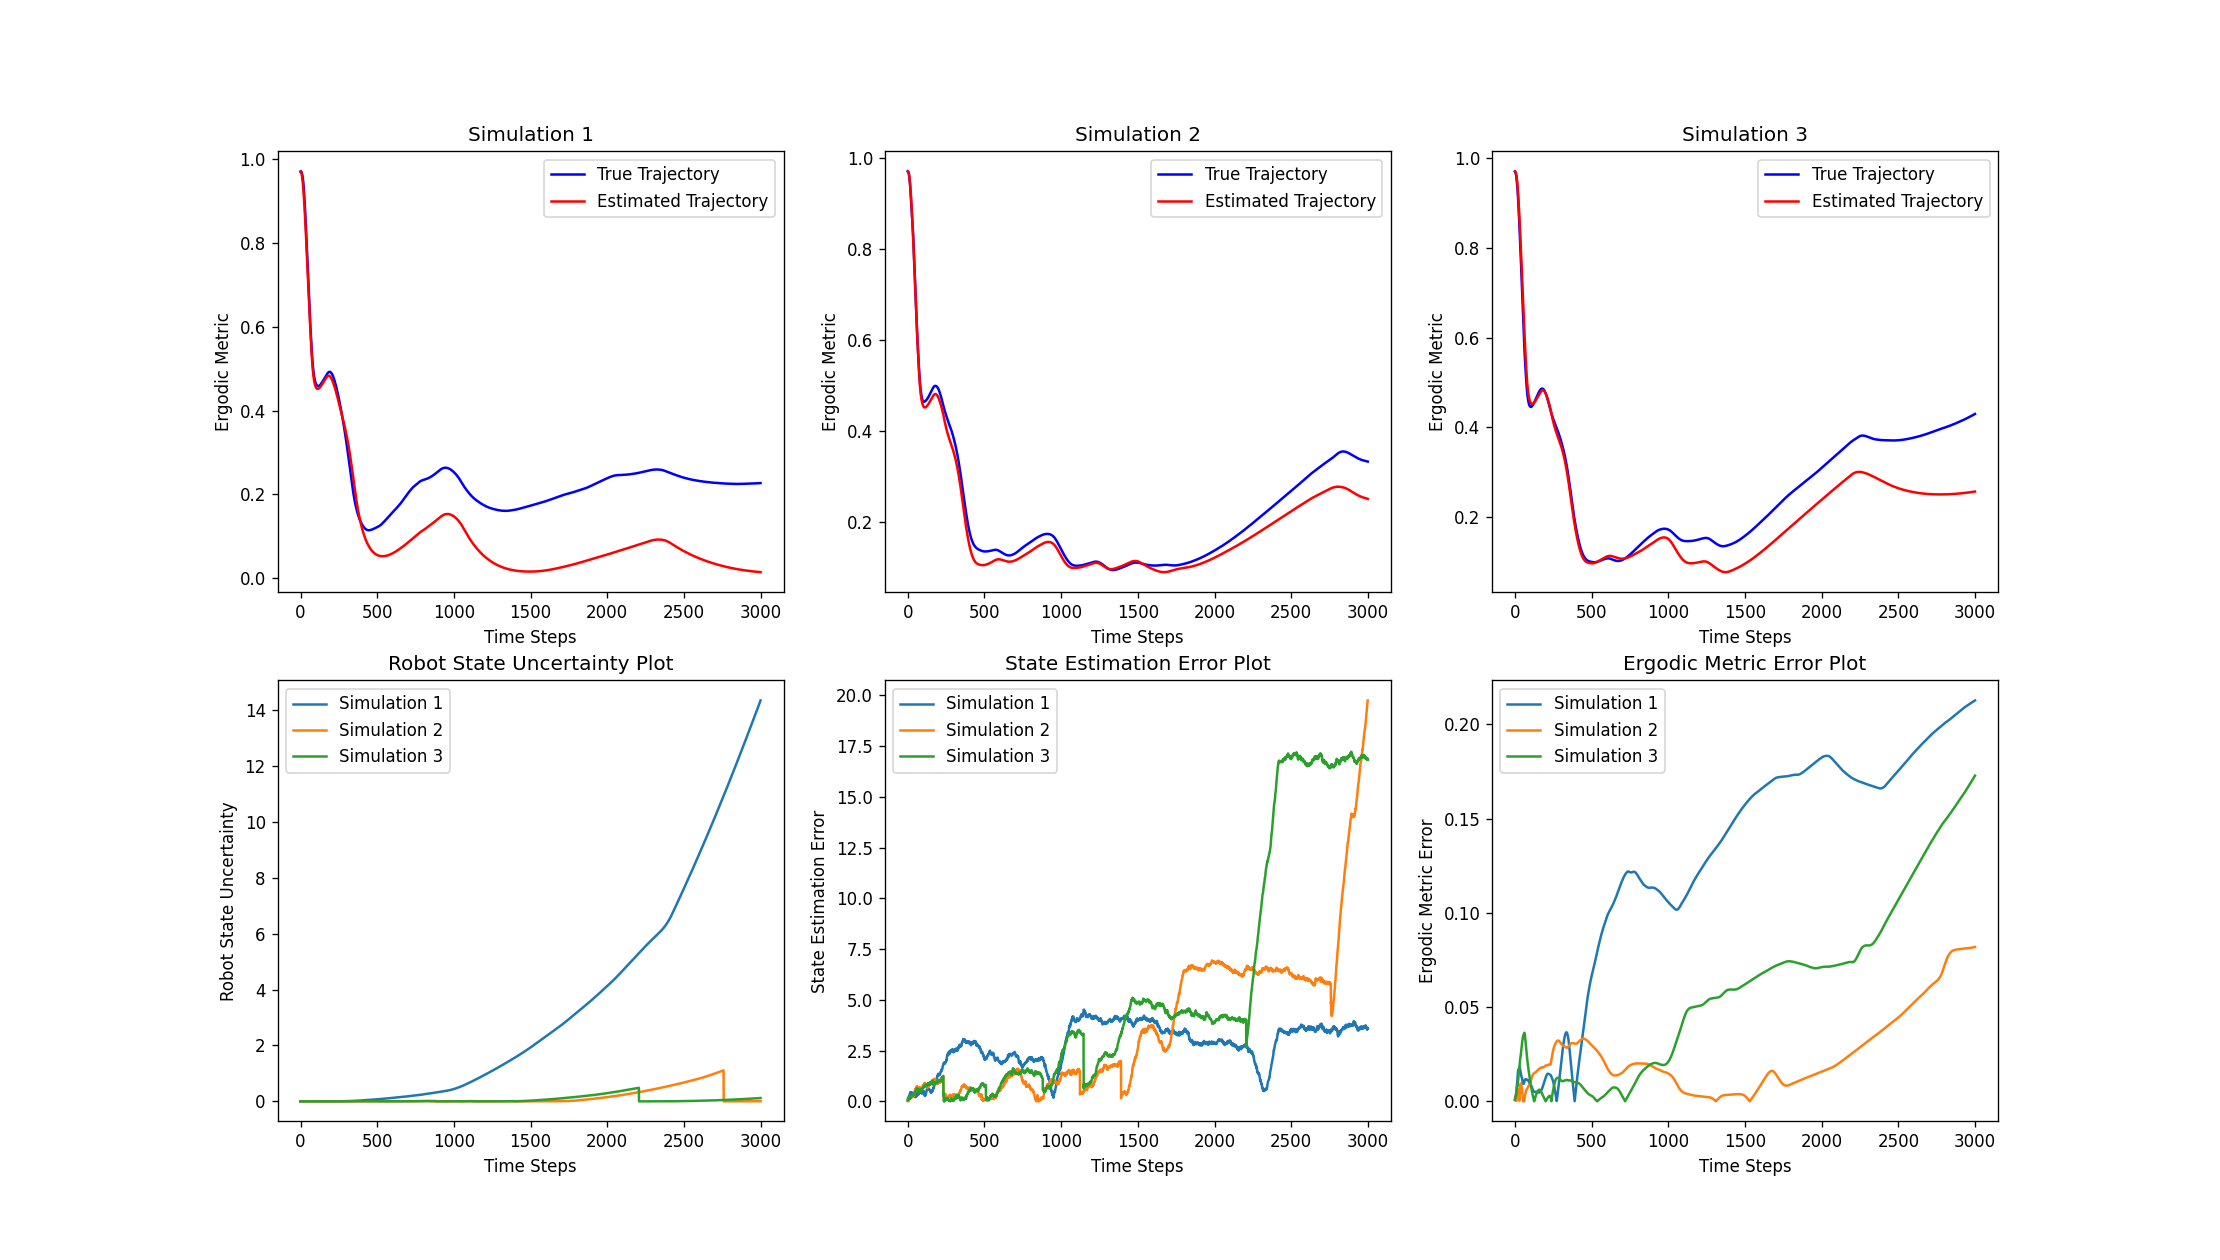 Simulation 1
Ergodic Metric
1.0
0.8
0.6
0.4
0.2
0.0
True Trajectory
Estimated Trajectory
0 500 1000 1500 2000 2500 3000
Time Steps
Simulation 2
Ergodic Metric
1.0
0.8
0.6
0.4
0.2
True Trajectory
Estimated Trajectory
0 500 1000 1500 2000 2500 3000
Time Steps
Simulation 3
Ergodic Metric
1.0
0.8
0.6
0.4
0.2
True Trajectory
Estimated Trajectory
0 500 1000 1500 2000 2500 3000
Time Steps
Robot State Uncertainty Plot
Robot State Uncertainty
14
12
10
8
6
4
2
0
Simulation 1
Simulation 2
Simulation 3
0 500 1000 1500 2000 2500 3000
Time Steps
State Estimation Error Plot
State Estimation Error
20.0
17.5
15.0
12.5
10.0
7.5
5.0
2.5
0.0
Simulation 1
Simulation 2
Simulation 3
0 500 1000 1500 2000 2500 3000
Time Steps
Ergodic Metric Error Plot
Ergodic Metric Error
0.20
0.15
0.10
0.05
0.00
Simulation 1
Simulation 2
Simulation 3
0 500 1000 1500 2000 2500 3000
Time Steps